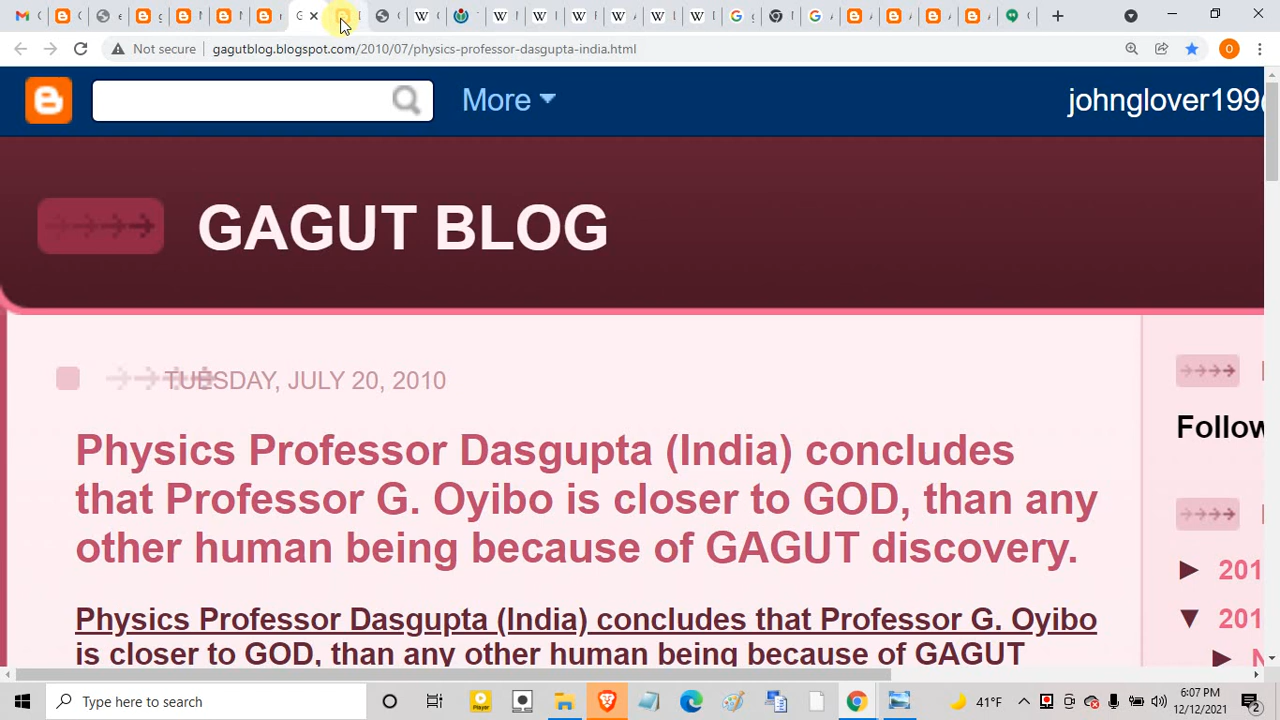 Not secure gagutblog.blogspot.com/2010/07/physics-professor-dasgupta-india.html
More
johnglover199
GAGUT BLOG
TUESDAY, JULY 20, 2010
Physics Professor Dasgupta (India) concludes
that Professor G. Oyibo is closer to GOD, than any
other human being because of GAGUT discovery.
Physics Professor Dasgupta (India) concludes that Professor G. Oyibo
is closer to GOD, than any other human being because of GAGUT
Follow
201
201
Type here to search
41°F
6:07 PM
12/12/2021
2